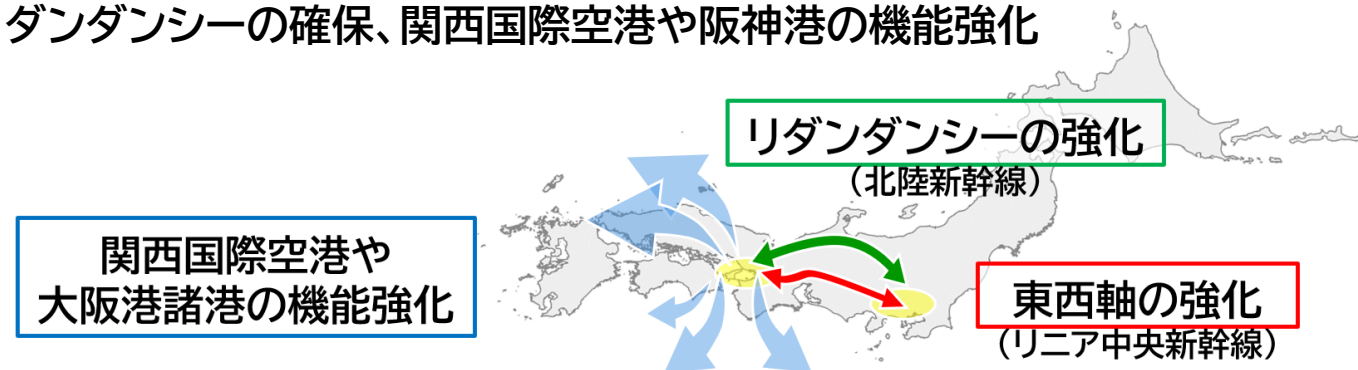 ダンダンシーの確保、関西国際空港や阪神港の機能強化
リダンダンシーの強化
（北陸新幹線）
関西国際空港や
大阪港諸港の機能強化
東西軸の強化
（リニア中央新幹線）